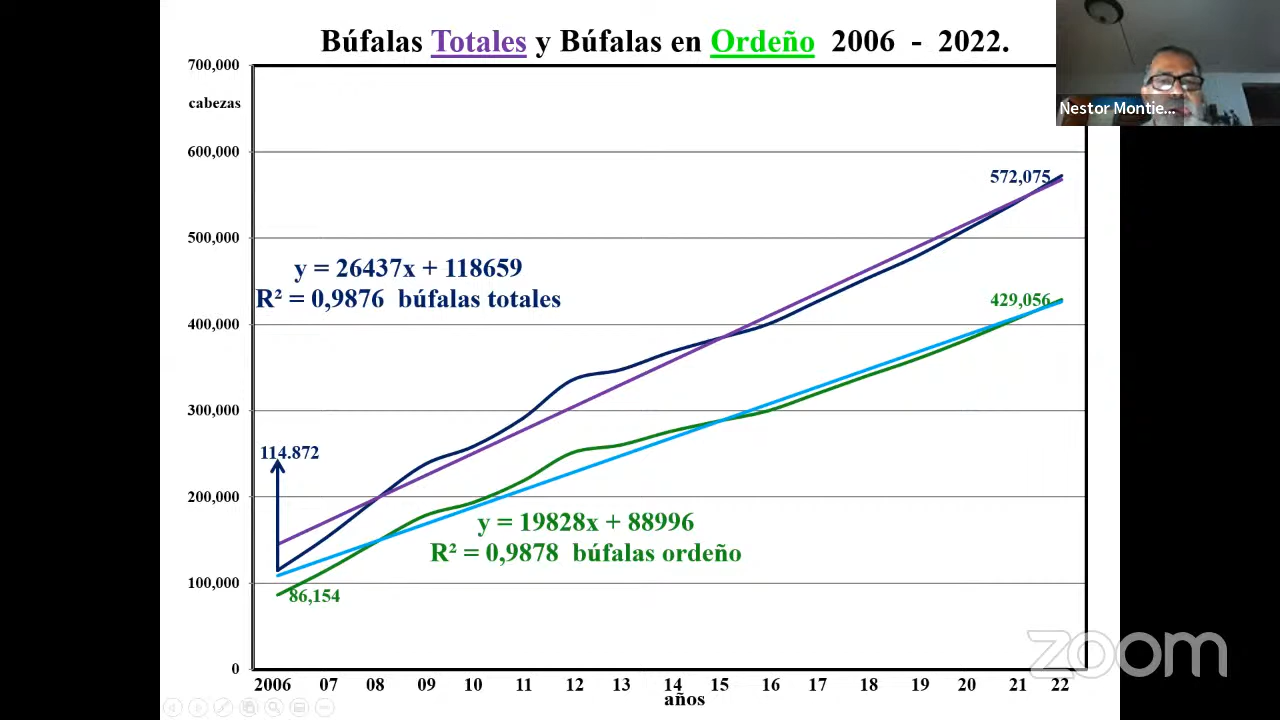 Búfalas Totales y Búfalas en Ordeño 2006 - 2022.
Nestor Montie...
700,000
cabezas
600,000
500,000
400,000
300,000
200,000
100,000
0
572,075
y = 26437x + 118659
R² = 0,9876 búfalas totales
429,056
114.872
y = 19828x + 88996
R² = 0,9878 búfalas ordeño
86,154
2006 07 08 09 10 11 12 13 14 15 16 17 18 19 20 21 22
años
zoom